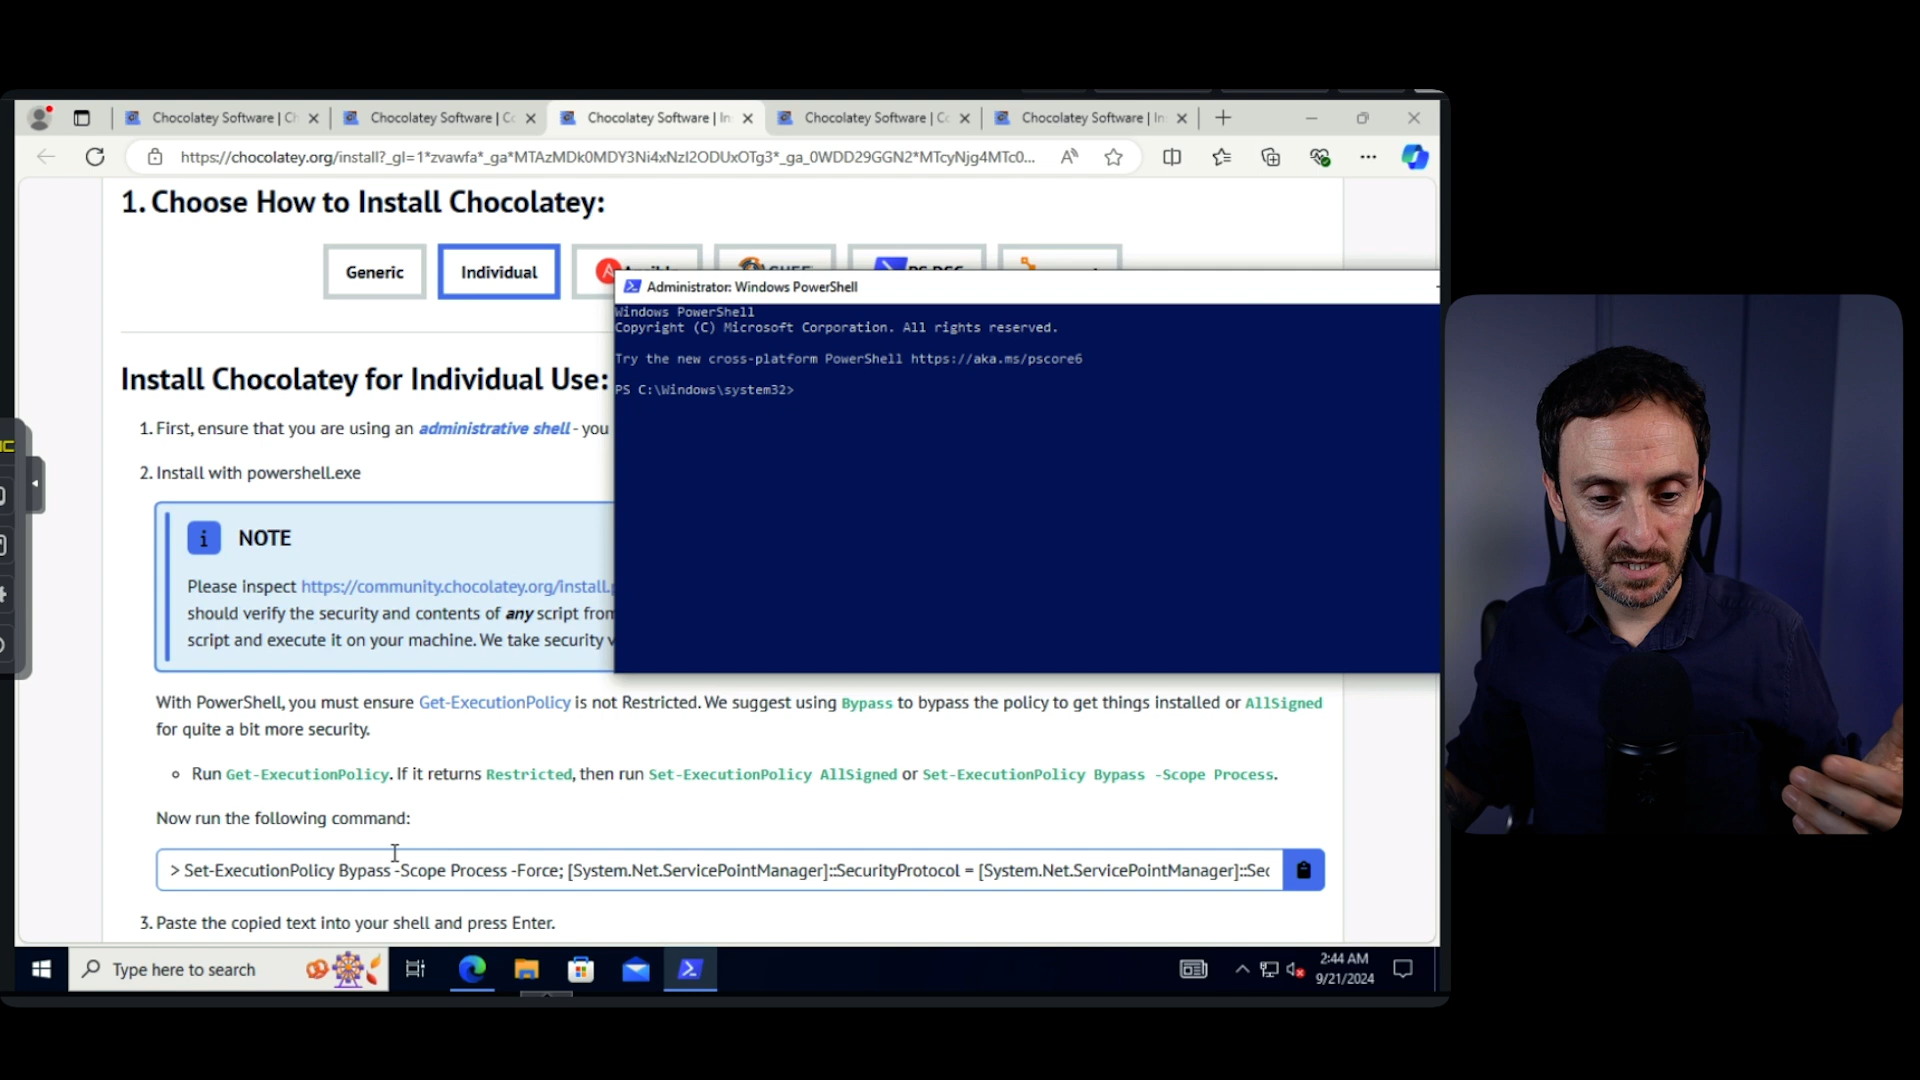 Chocolatey Software | Ch
Chocolatey Software | Co
Chocolatey Software | In
Chocolatey Software | Co
Chocolatey Software | In
https://chocolatey.org/install?_gl=1*zvawfa*_ga*MTAzMDk0MDY3Ni4xNzI2ODUxOTg3*_ga_0WDD29GGN2*MTcyNjg4MTc0...
1. Choose How to Install Chocolatey:
Generic
Individual
Administrator: Windows PowerShell
Windows PowerShell
Copyright (C) Microsoft Corporation. All rights reserved.
Try the new cross-platform PowerShell https://aka.ms/pscore6
PS C:\Windows\system32>
Install Chocolatey for Individual Use:
1. First, ensure that you are using an administrative shell - you
2. Install with powershell.exe
i NOTE
Please inspect https://community.chocolatey.org/install.p
should verify the security and contents of any script from
script and execute it on your machine. We take security v
With PowerShell, you must ensure Get-ExecutionPolicy is not Restricted. We suggest using Bypass to bypass the policy to get things installed or AllSigned
for quite a bit more security.
Run Get-ExecutionPolicy. If it returns Restricted, then run Set-ExecutionPolicy AllSigned or Set-ExecutionPolicy Bypass -Scope Process.
Now run the following command:
> Set-ExecutionPolicy Bypass -Scope Process -Force; [System.Net.ServicePointManager]::SecurityProtocol = [System.Net.ServicePointManager]::Sec
3. Paste the copied text into your shell and press Enter.
Type here to search
2:44 AM
9/21/2024